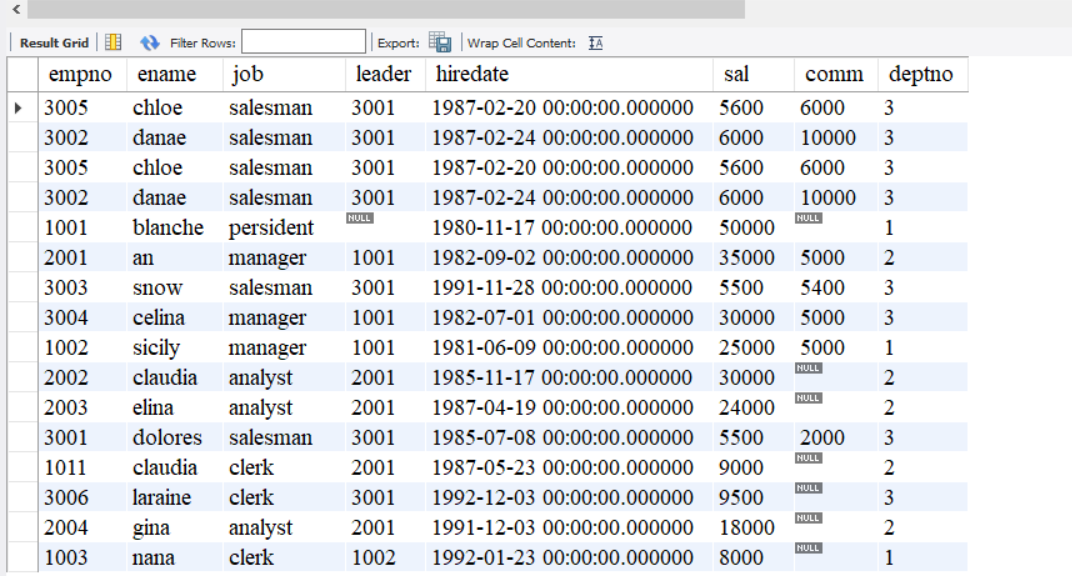 Result Grid Filter Rows: Export: Wrap Cell Content: IA
empno ename job leader hiredate sal comm deptno
3005 chloe salesman 3001 1987-02-20 00:00:00.000000 5600 6000 3
3002 danae salesman 3001 1987-02-24 00:00:00.000000 6000 10000 3
3005 chloe salesman 3001 1987-02-20 00:00:00.000000 5600 6000 3
3002 danae salesman 3001 1987-02-24 00:00:00.000000 6000 10000 3
1001 blanche persident NULL 1980-11-17 00:00:00.000000 50000 NULL 1
2001 an manager 1001 1982-09-02 00:00:00.000000 35000 5000 2
3003 snow salesman 3001 1991-11-28 00:00:00.000000 5500 5400 3
3004 celina manager 1001 1982-07-01 00:00:00.000000 30000 5000 3
1002 sicily manager 1001 1981-06-09 00:00:00.000000 25000 5000 1
2002 claudia analyst 2001 1985-11-17 00:00:00.000000 30000 NULL 2
2003 elina analyst 2001 1987-04-19 00:00:00.000000 24000 NULL 2
3001 dolores salesman 3001 1985-07-08 00:00:00.000000 5500 2000 3
1011 claudia clerk 2001 1987-05-23 00:00:00.000000 9000 NULL 2
3006 laraine clerk 3001 1992-12-03 00:00:00.000000 9500 NULL 3
2004 gina analyst 2001 1991-12-03 00:00:00.000000 18000 NULL 2
1003 nana clerk 1002 1992-01-23 00:00:00.000000 8000 NULL 1